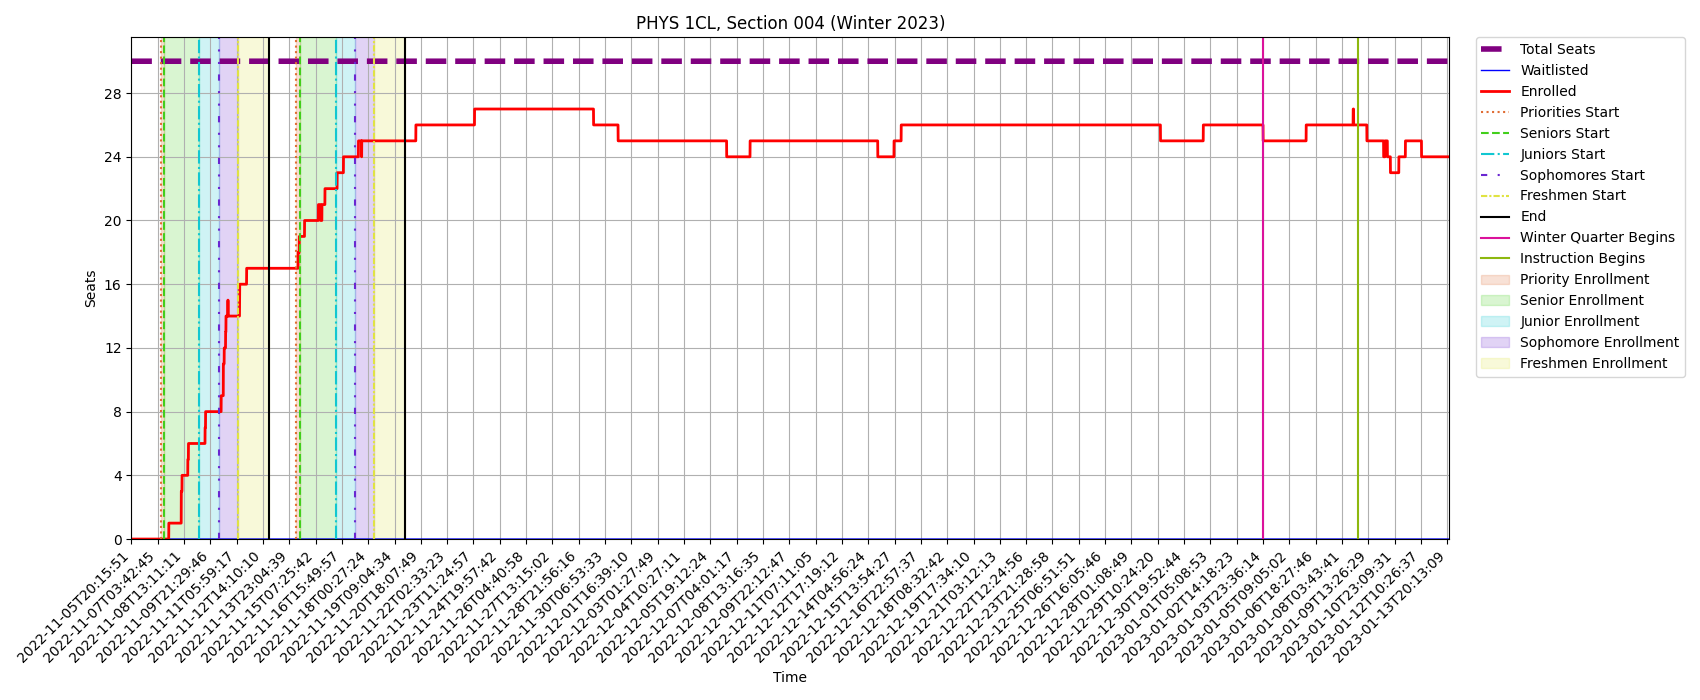 PHYS 1CL, Section 004 (Winter 2023)
Total Seats
Waitlisted
Enrolled
Priorities Start
Seniors Start
Juniors Start
Sophomores Start
Freshmen Start
End
Winter Quarter Begins
Instruction Begins
Priority Enrollment
Senior Enrollment
Junior Enrollment
Sophomore Enrollment
Freshmen Enrollment
Seats
28
24
20
16
12
8
4
0
2022-11-05T20:15:51
2022-11-07T03:42:45
2022-11-08T13:11:11
2022-11-09T21:29:46
2022-11-11T05:59:17
2022-11-12T14:10:10
2022-11-13T23:04:39
2022-11-15T07:25:42
2022-11-16T15:49:57
2022-11-18T00:27:24
2022-11-19T09:04:34
2022-11-20T18:07:49
2022-11-22T02:33:23
2022-11-23T11:24:57
2022-11-24T19:57:42
2022-11-26T04:40:58
2022-11-27T13:15:02
2022-11-28T21:56:16
2022-11-30T06:53:33
2022-12-01T16:39:10
2022-12-03T01:27:49
2022-12-04T10:27:11
2022-12-05T19:12:24
2022-12-07T04:01:17
2022-12-08T13:16:35
2022-12-09T22:12:47
2022-12-11T07:11:05
2022-12-12T17:19:12
2022-12-14T04:56:24
2022-12-15T13:54:27
2022-12-16T22:57:37
2022-12-18T08:32:42
2022-12-19T17:34:10
2022-12-21T03:12:13
2022-12-22T12:24:56
2022-12-23T21:28:58
2022-12-25T06:51:51
2022-12-26T16:05:46
2022-12-28T01:08:49
2022-12-29T10:24:20
2022-12-30T19:52:44
2023-01-01T05:08:53
2023-01-02T14:18:23
2023-01-03T23:36:14
2023-01-05T09:05:02
2023-01-06T18:27:46
2023-01-08T03:43:41
2023-01-09T13:26:29
2023-01-10T23:09:31
2023-01-12T10:26:37
2023-01-13T20:13:09
Time